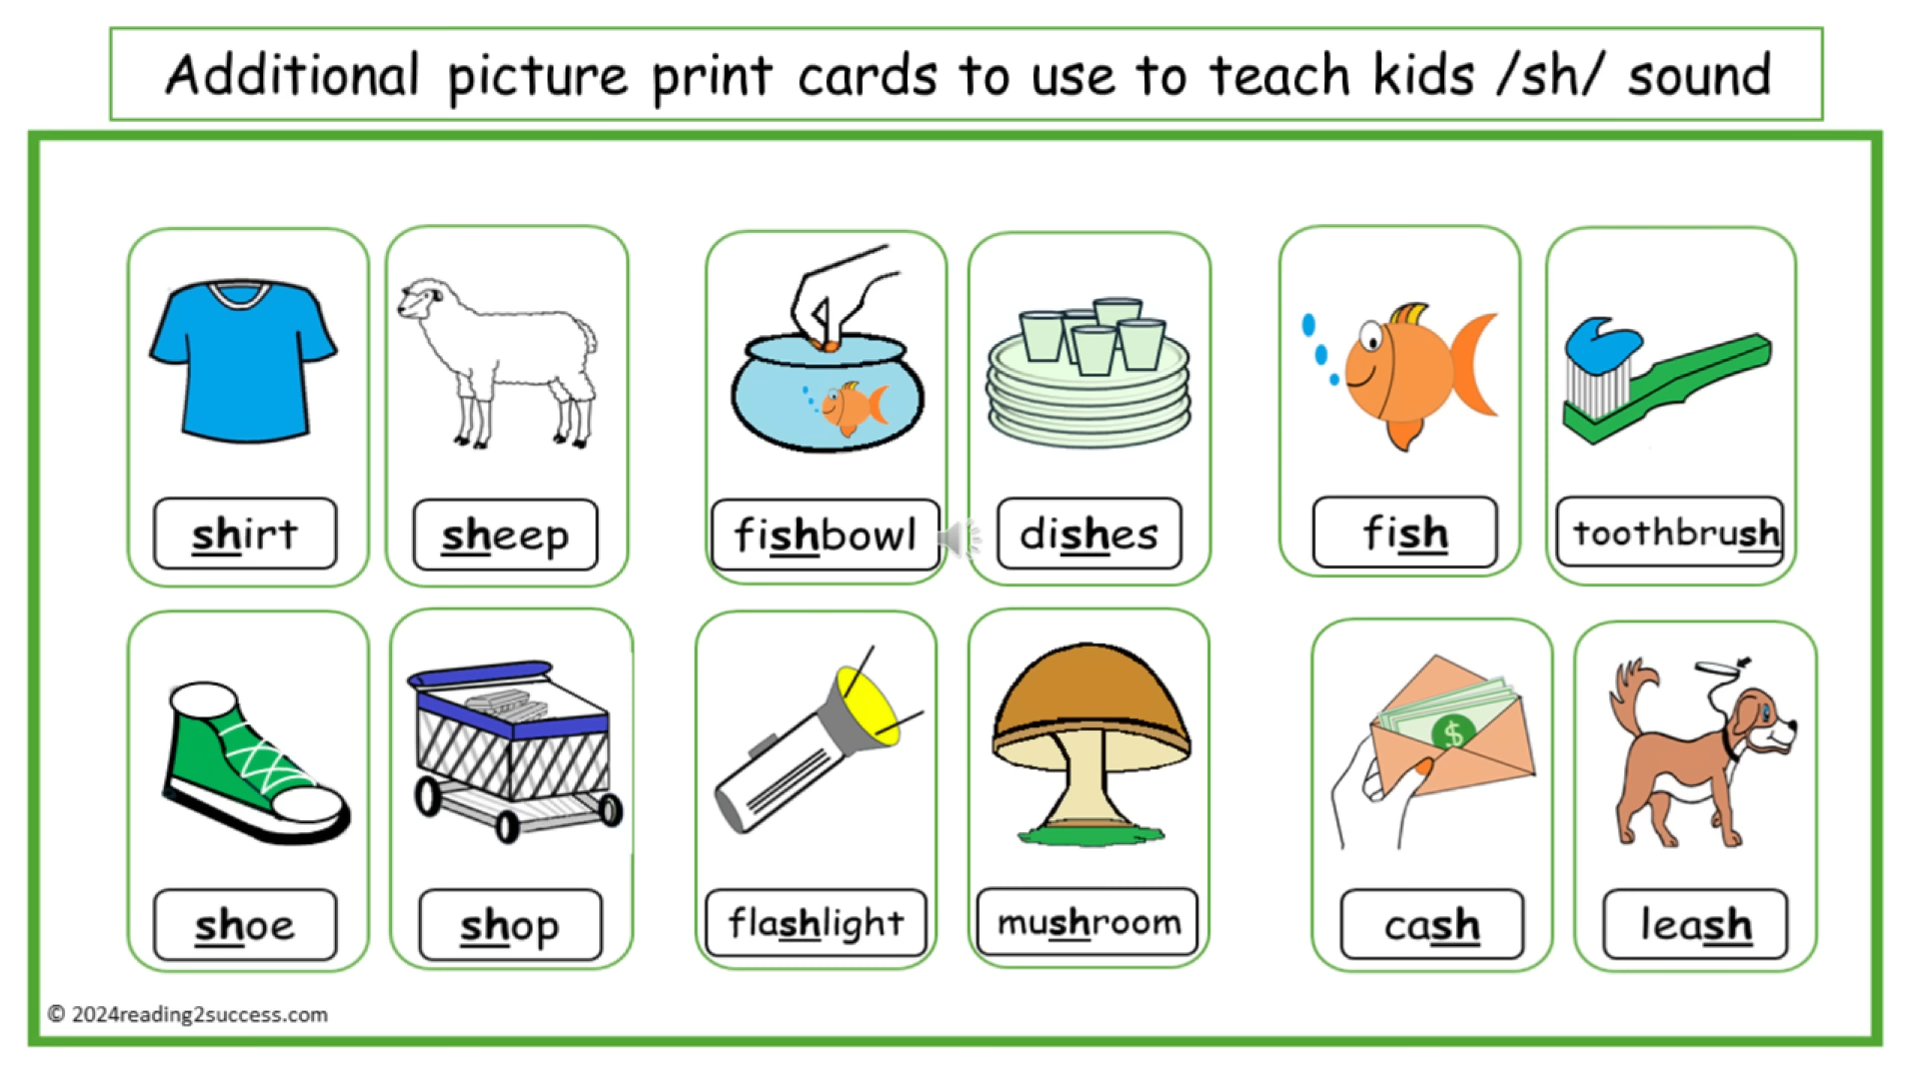 Additional picture print cards to use to teach kids /sh/ sound
shirt
sheep
fishbowl
dishes
fish
toothbrush
$
shoe
shop
flashlight
mushroom
cash
leash
© 2024reading2success.com